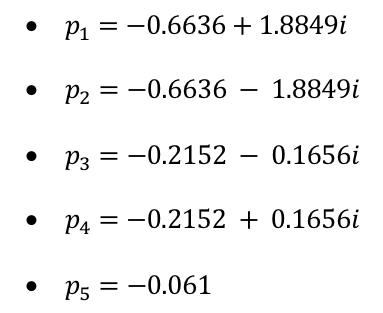 • p₁ = −0.6636 + 1.8849i
• p₂ = −0.6636 − 1.8849i
• p₃ = −0.2152 − 0.1656i
• p₄ = −0.2152 + 0.1656i
• p₅ = −0.061